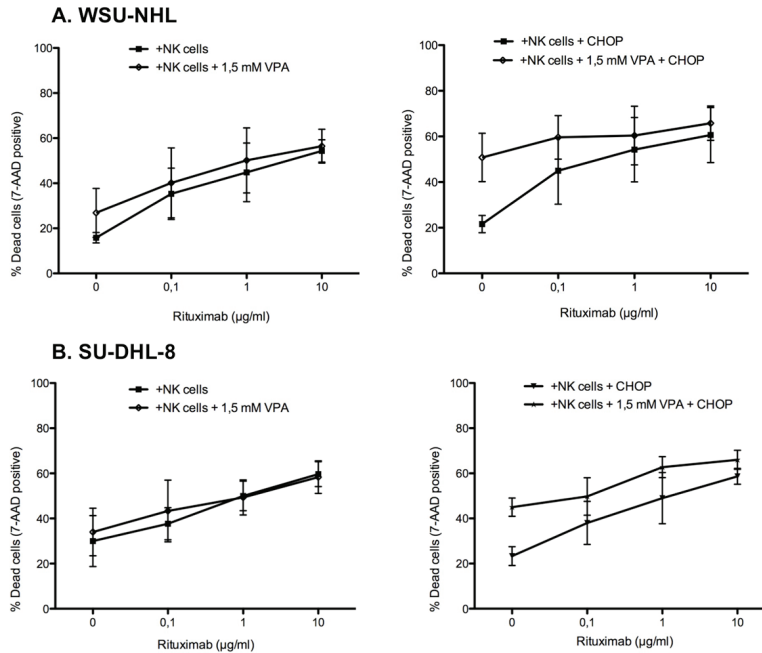 A. WSU-NHL
+NK cells
+NK cells + 1,5 mM VPA
% Dead cells (7-AAD positive)
100
80
60
40
20
0
0 0,1 1 10
Rituximab (µg/ml)
+NK cells + CHOP
+NK cells + 1,5 mM VPA + CHOP
% Dead cells (7-AAD positive)
100
80
60
40
20
0
0 0,1 1 10
Rituximab (µg/ml)
B. SU-DHL-8
+NK cells
+NK cells + 1,5 mM VPA
% Dead cells (7-AAD positive)
100
80
60
40
20
0
0 0,1 1 10
Rituximab (µg/ml)
+NK cells + CHOP
+NK cells + 1,5 mM VPA + CHOP
% Dead cells (7-AAD positive)
100
80
60
40
20
0
0 0,1 1 10
Rituximab (µg/ml)